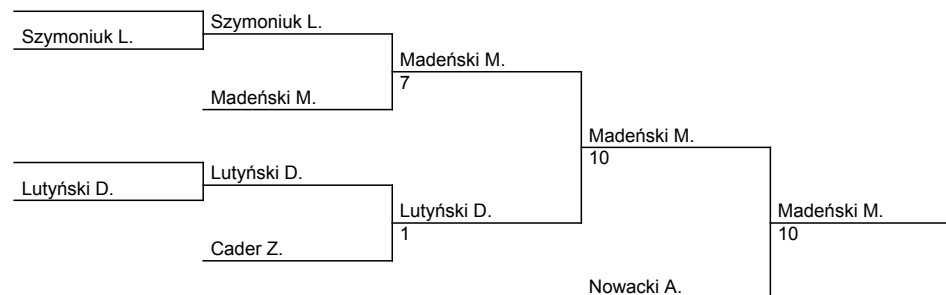 Szymoniuk L.
Szymoniuk L.
Madeński M.
7
Madeński M.
Madeński M.
10
Lutyński D.
Lutyński D.
Lutyński D.
1
Madeński M.
10
Cader Z.
Nowacki A.